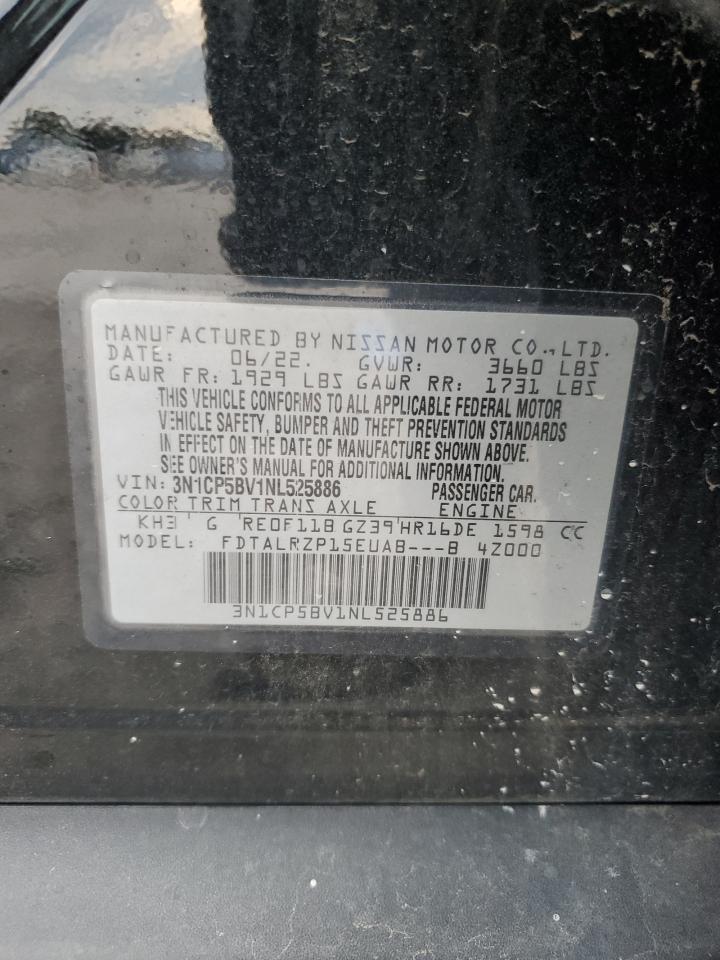 MANUFACTURED BY NISSAN MOTOR CO., LTD.
DATE: 06/22. GVWR: 3660 LBS
GAWR FR: 1929 LBS GAWR RR: 1731 LBS
THIS VEHICLE CONFORMS TO ALL APPLICABLE FEDERAL MOTOR
VEHICLE SAFETY, BUMPER AND THEFT PREVENTION STANDARDS
IN EFFECT ON THE DATE OF MANUFACTURE SHOWN ABOVE.
SEE OWNER'S MANUAL FOR ADDITIONAL INFORMATION.
VIN: 3N1CP5BV1NL525886 PASSENGER CAR.
COLOR TRIM TRANS AXLE ENGINE
KH3 G RE0F11B GZ39 HR16DE 1598 CC
MODEL: FDTALRZP15EUAB---B 4Z000
3N1CP5BV1NL525886